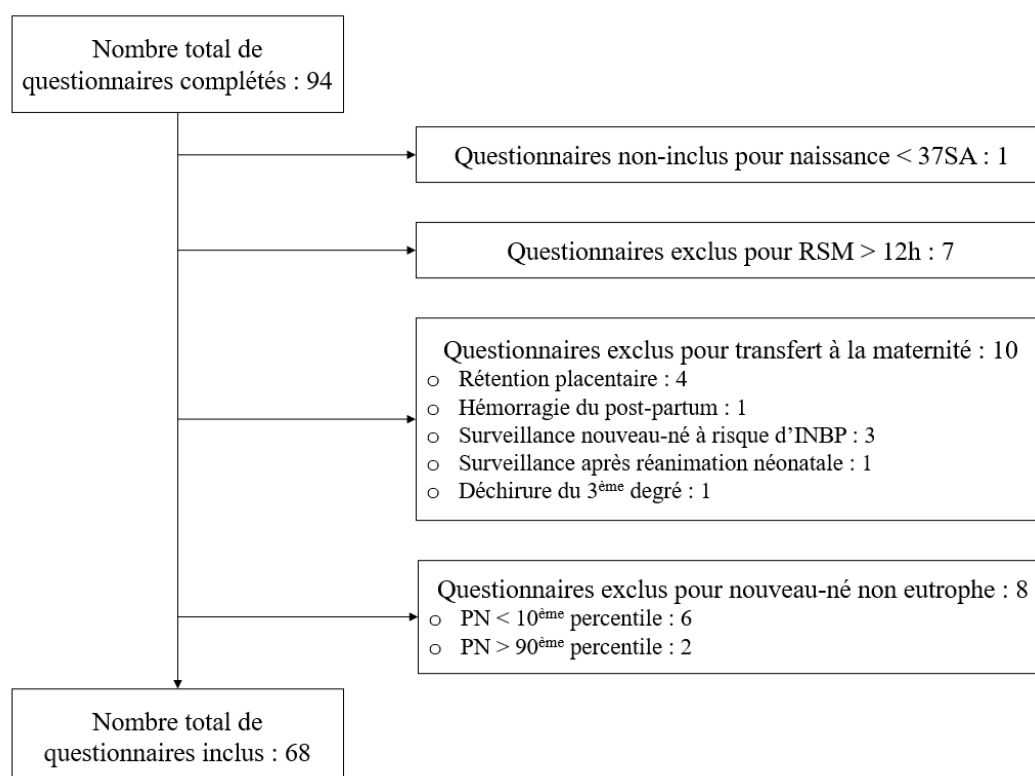 Nombre total de
questionnaires complétés : 94
Questionnaires non-inclus pour naissance < 37SA : 1
Questionnaires exclus pour RSM > 12h : 7
Questionnaires exclus pour transfert à la maternité : 10
o Rétention placentaire : 4
o Hémorragie du post-partum : 1
o Surveillance nouveau-né à risque d’INBP : 3
o Surveillance après réanimation néonatale : 1
o Déchirure du 3ème degré : 1
Questionnaires exclus pour nouveau-né non eutrophe : 8
o PN < 10ème percentile : 6
o PN > 90ème percentile : 2
Nombre total de
questionnaires inclus : 68